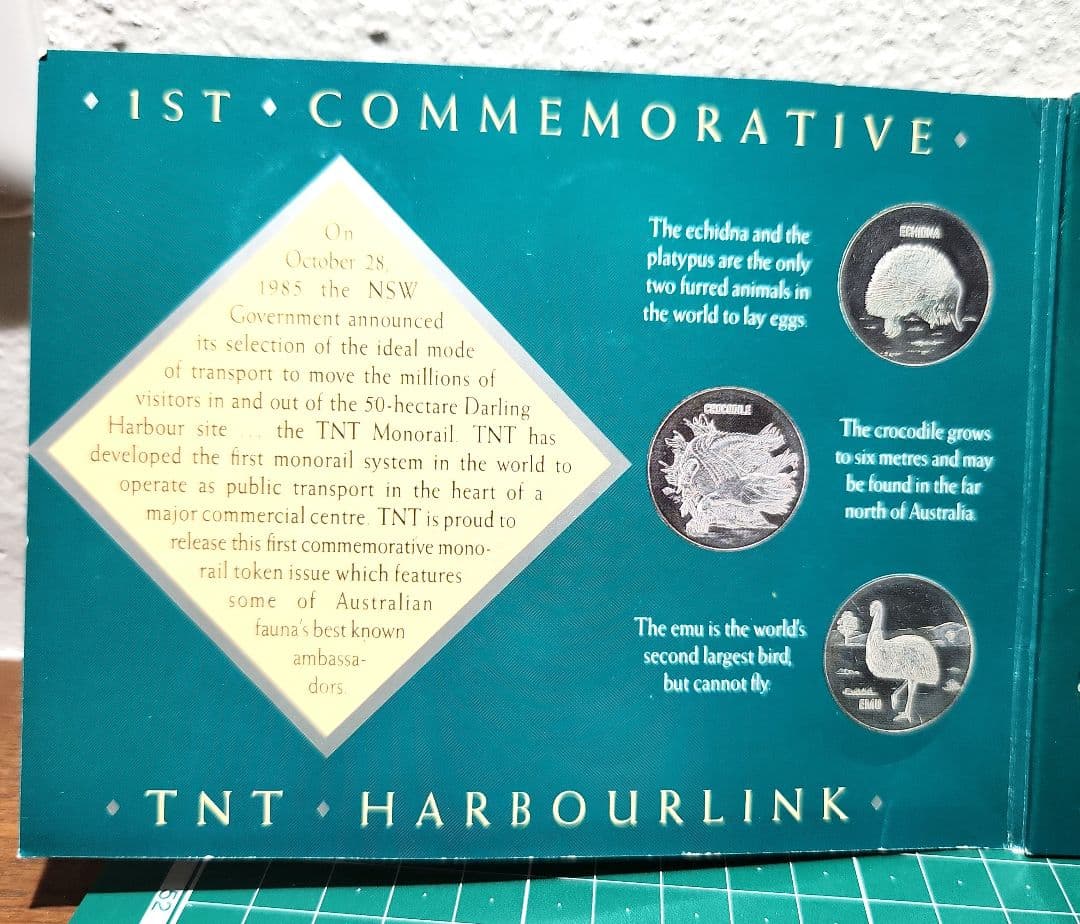 1ST COMMEMORATIVE
On
October 28,
1985 the NSW
Government announced
its selection of the ideal mode
of transport to move the millions of
visitors in and out of the 50-hectare Darling
Harbour site ... the TNT Monorail. TNT has
developed the first monorail system in the world to
operate as public transport in the heart of a
major commercial centre. TNT is proud to
release this first commemorative mono-
rail token issue which features
some of Australian
fauna's best known
ambassa-
dors.
The echidna and the
platypus are the only
two furred animals in
the world to lay eggs.
ECHIDNA
CROCODILE
The crocodile grows
to six metres and may
be found in the far
north of Australia.
The emu is the world's
second largest bird,
but cannot fly.
EMU
TNT HARBOURLINK
52